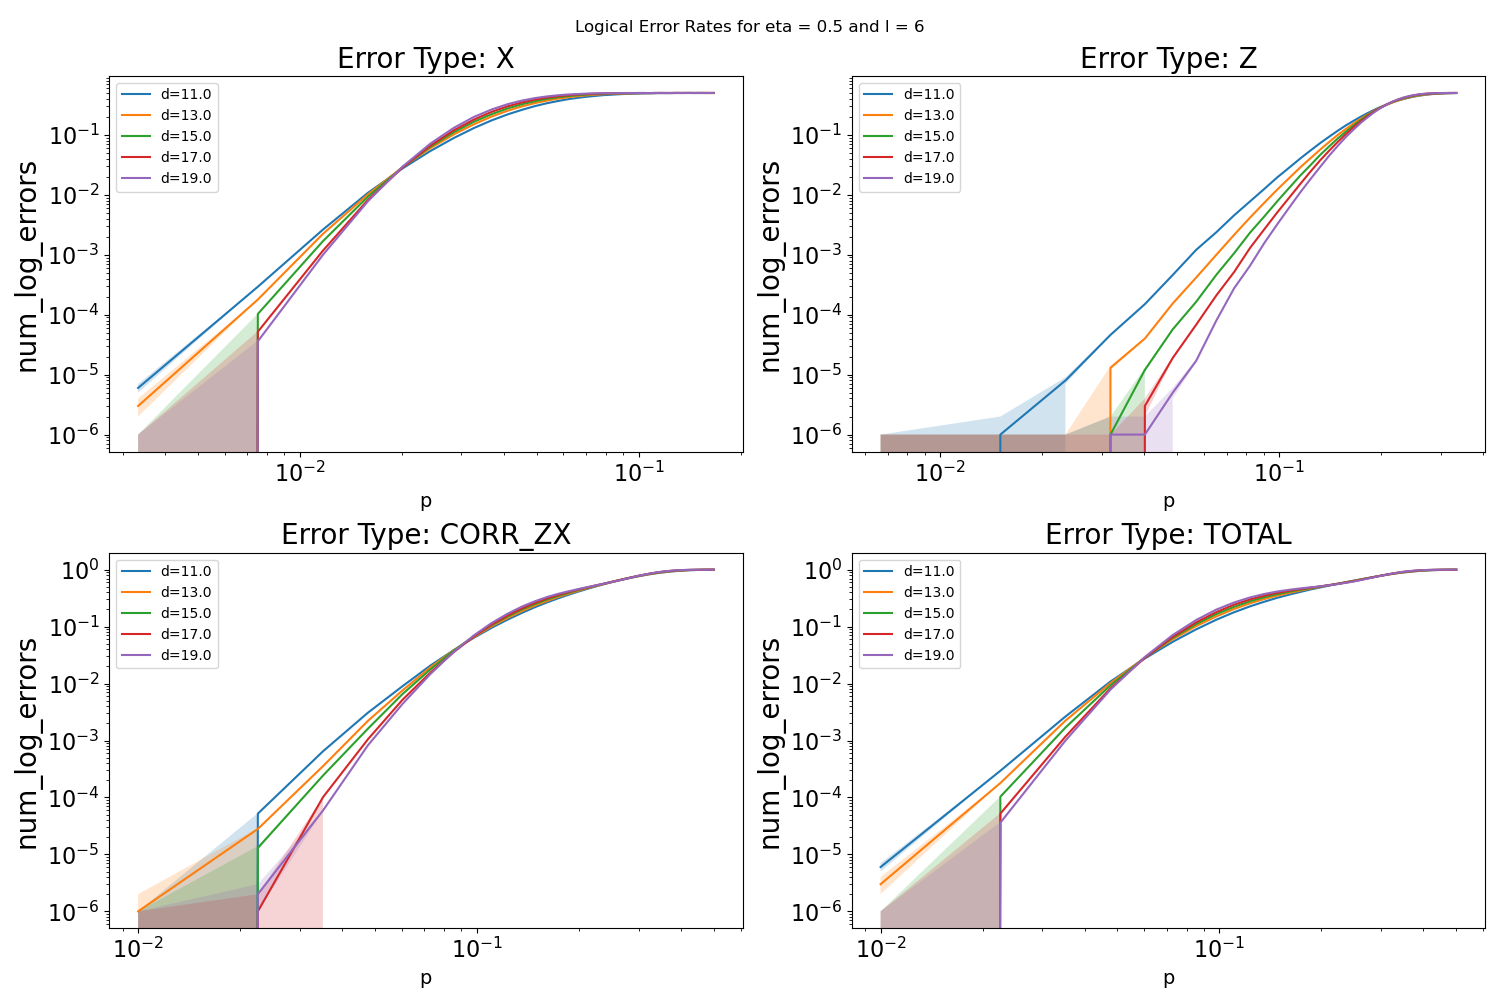 Logical Error Rates for eta = 0.5 and l = 6
Error Type: X
d=11.0
d=13.0
d=15.0
d=17.0
d=19.0
num_log_errors
10⁻¹
10⁻²
10⁻³
10⁻⁴
10⁻⁵
10⁻⁶
10⁻² 10⁻¹
p
Error Type: Z
d=11.0
d=13.0
d=15.0
d=17.0
d=19.0
num_log_errors
10⁻¹
10⁻²
10⁻³
10⁻⁴
10⁻⁵
10⁻⁶
10⁻² 10⁻¹
p
Error Type: CORR_ZX
d=11.0
d=13.0
d=15.0
d=17.0
d=19.0
num_log_errors
10⁰
10⁻¹
10⁻²
10⁻³
10⁻⁴
10⁻⁵
10⁻⁶
10⁻² 10⁻¹
p
Error Type: TOTAL
d=11.0
d=13.0
d=15.0
d=17.0
d=19.0
num_log_errors
10⁰
10⁻¹
10⁻²
10⁻³
10⁻⁴
10⁻⁵
10⁻⁶
10⁻² 10⁻¹
p